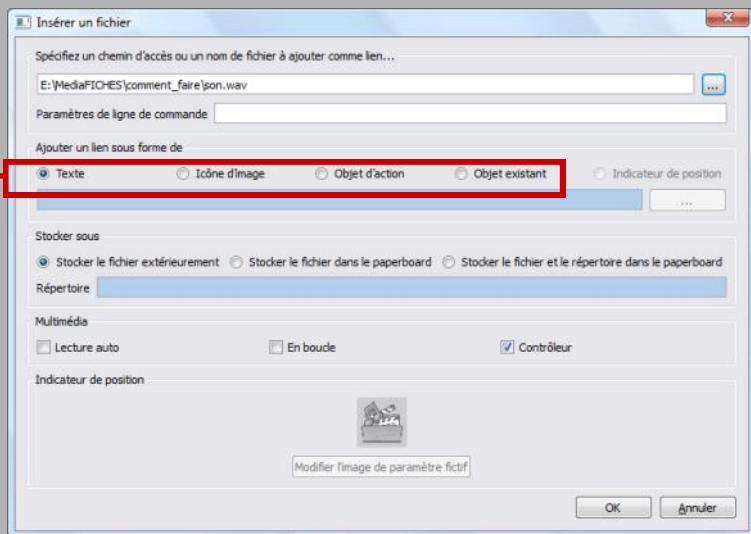 Insérer un fichier
Spécifiez un chemin d'accès ou un nom de fichier à ajouter comme lien...
E:\MediaFICHES\comment_faire\son.wav
...
Paramètres de ligne de commande
Ajouter un lien sous forme de
Texte Icône d'image Objet d'action Objet existant Indicateur de position
...
Stocker sous
Stocker le fichier extérieurement Stocker le fichier dans le paperboard Stocker le fichier et le répertoire dans le paperboard
Répertoire
Multimédia
Lecture auto En boucle Contrôleur
Indicateur de position
Modifier l'image de paramètre fictif
OK Annuler